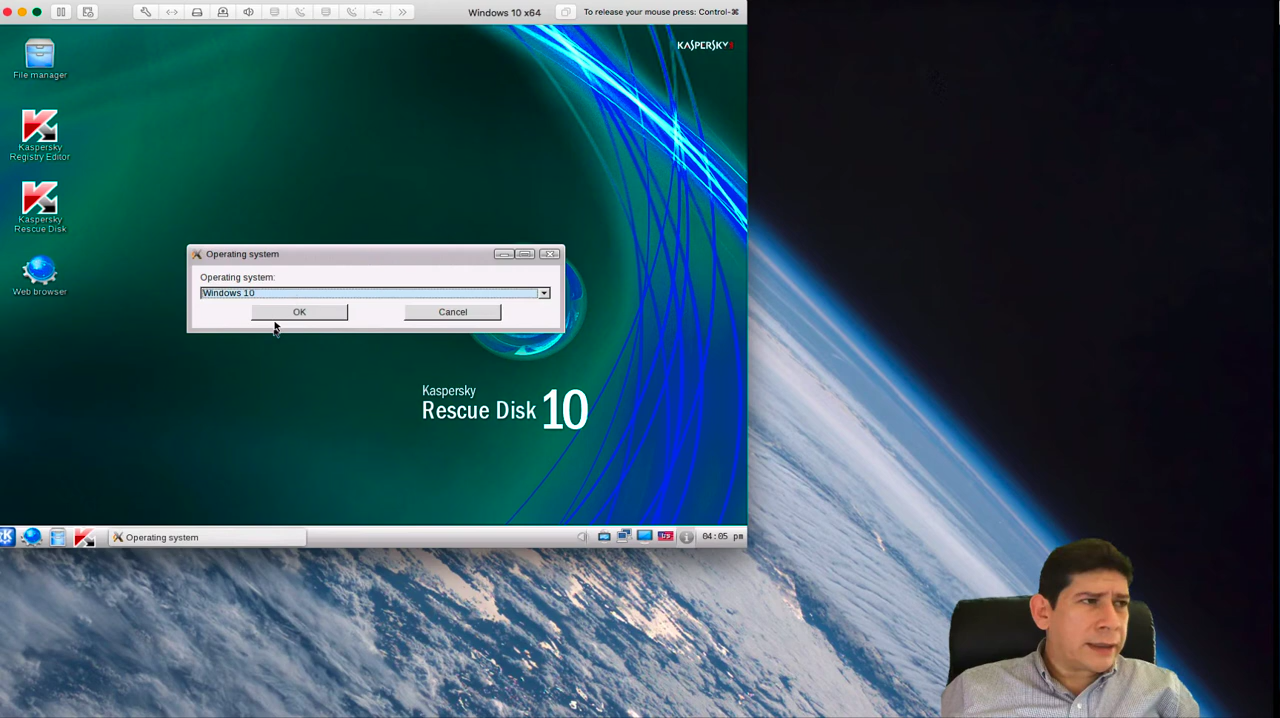 Windows 10 x64
To release your mouse press: Control-⌘
KASPERSKY
File manager
Kaspersky
Registry Editor
Kaspersky
Rescue Disk
Web browser
Operating system
Operating system:
Windows 10
OK
Cancel
Kaspersky
Rescue Disk 10
Operating system
04:05 pm